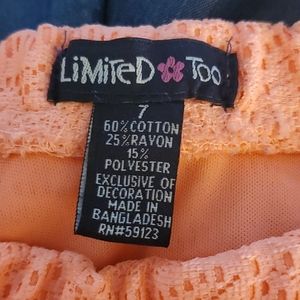 LiMiTeD TOO
7
60% COTTON
25% RAYON
15%
POLYESTER
EXCLUSIVE OF
DECORATION
MADE IN
BANGLADESH
RN#59123